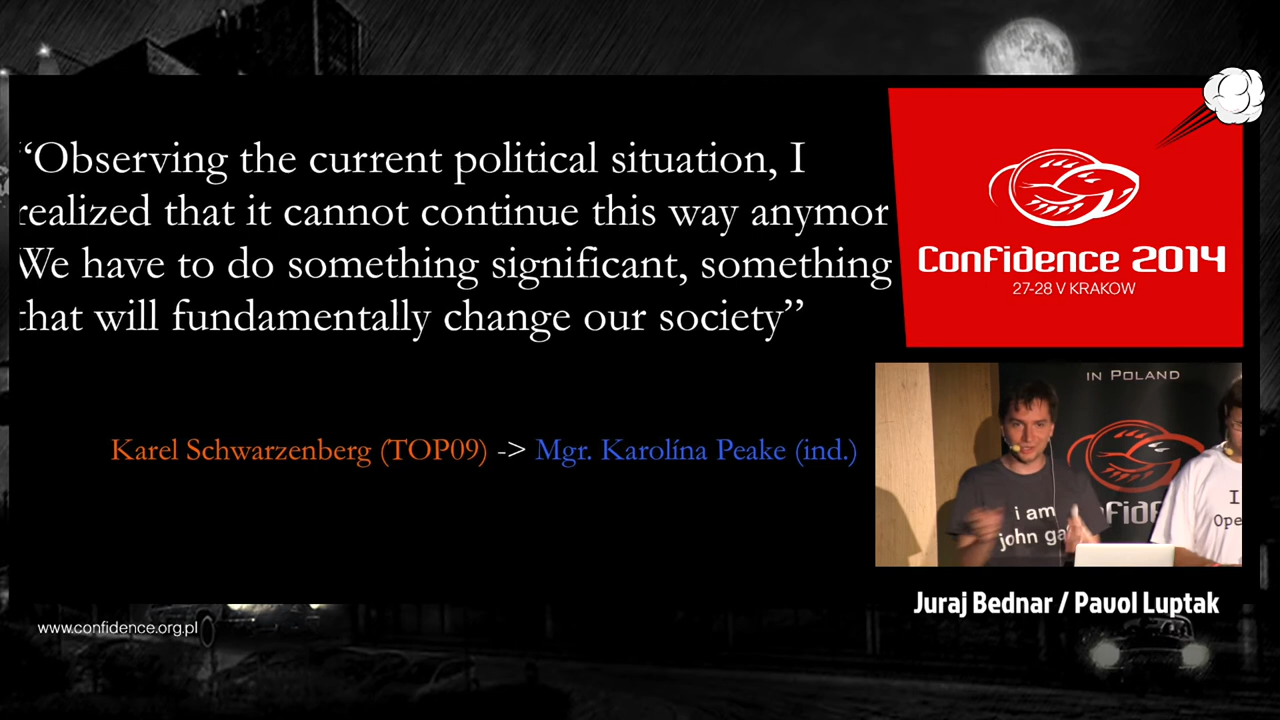 “Observing the current political situation, I
realized that it cannot continue this way anymor
We have to do something significant, something
that will fundamentally change our society”
Karel Schwarzenberg (TOP09) -> Mgr. Karolína Peake (ind.)
Confidence 2014
27-28 V KRAKOW
IN POLAND
i am
john ga
I
Ope
Juraj Bednar / Pavol Luptak
www.confidence.org.pl